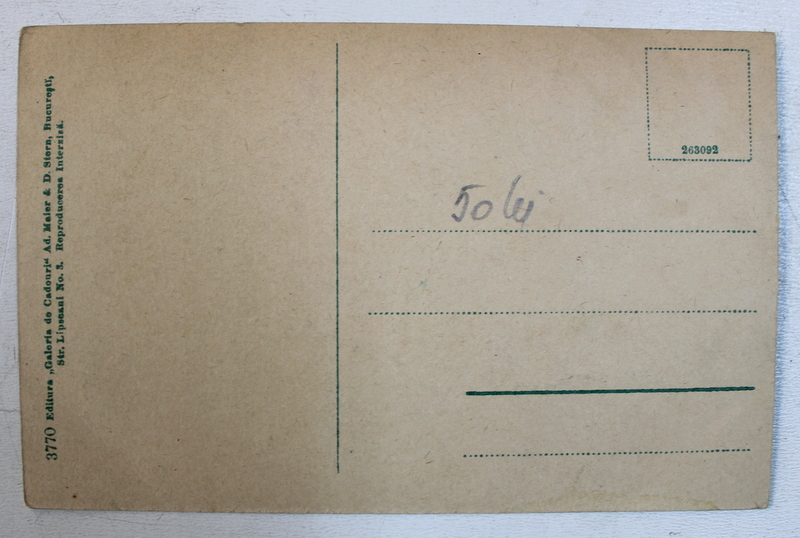 3770 Editura „Galeria de Cadouri“ Ad. Maier & D. Stern, Bucureşti,
Str. Lipscani No. 3. Reproducerea Interzisă.
263092
50 lei